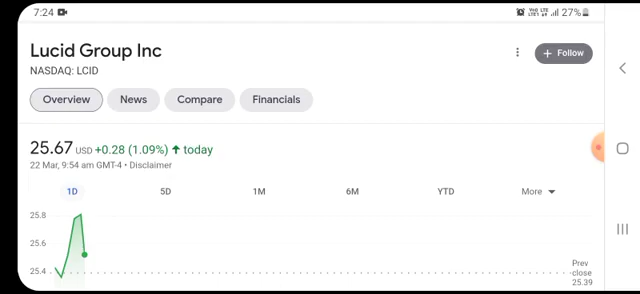 7:24
27%
Lucid Group Inc
+ Follow
NASDAQ: LCID
Overview
News
Compare
Financials
25.67 USD +0.28 (1.09%) ↑ today
22 Mar, 9:54 am GMT-4 • Disclaimer
1D
5D
1M
6M
YTD
More
25.8
25.6
25.4
Prev
close
25.39